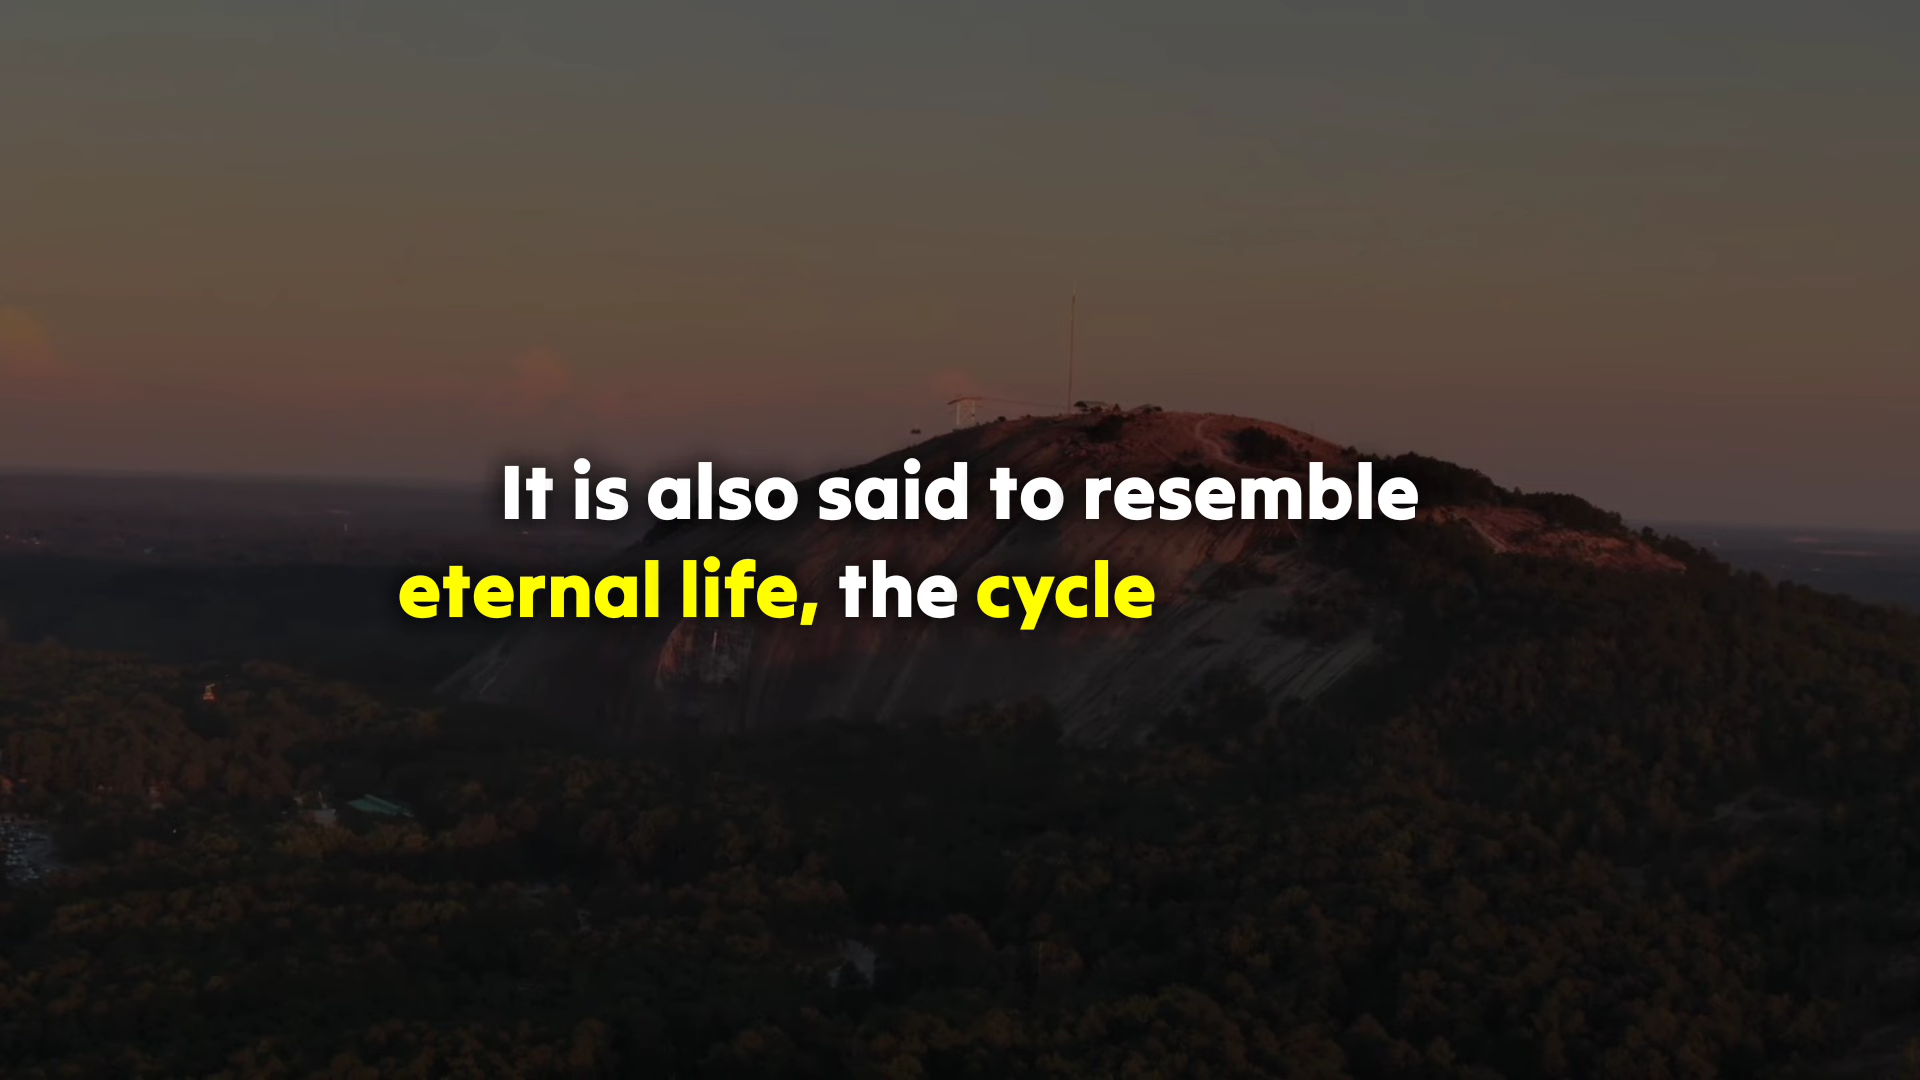 It is also said to resemble
eternal life, the cycle